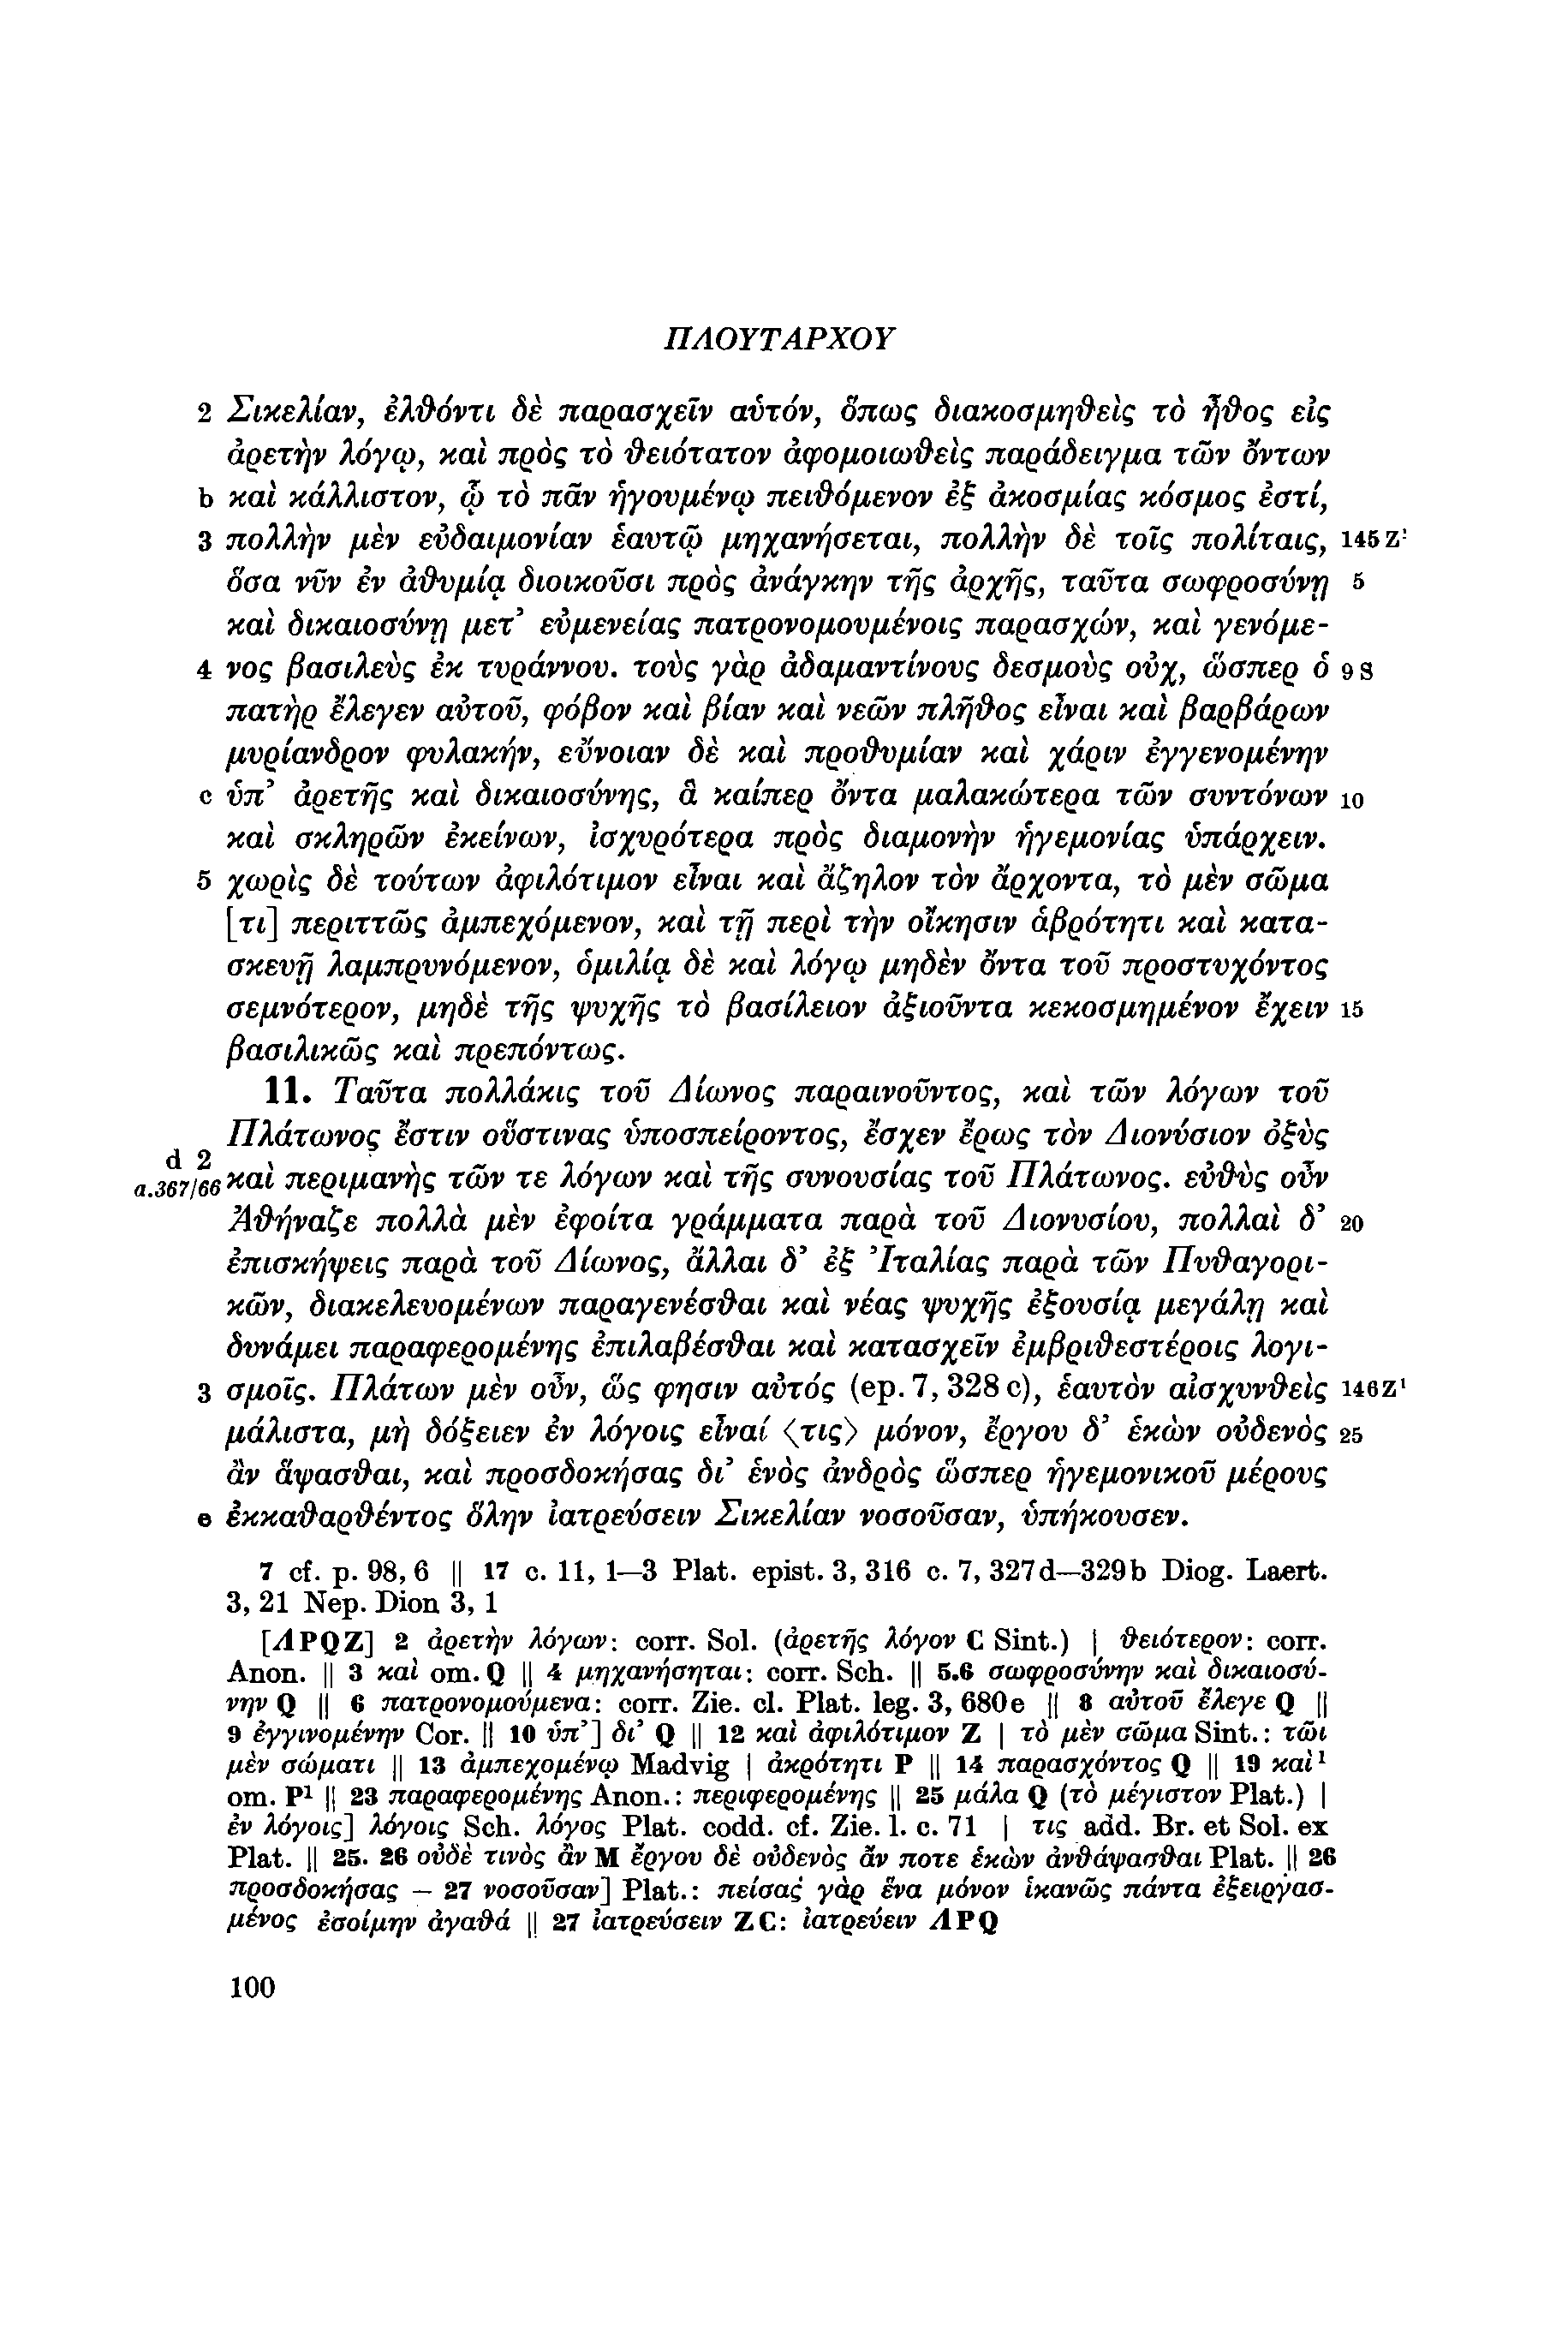 ΠΛΟΥΤΑΡΧΟΥ
2 Σικελίαν, ἐλθόντι δὲ παρασχεῖν αὑτόν, ὅπως διακοσμηθεὶς τὸ ἦθος εἰς
ἀρετὴν λόγῳ, καὶ πρὸς τὸ θειότατον ἀφομοιωθεὶς παράδειγμα τῶν ὄντων
b καὶ κάλλιστον, ᾧ τὸ πᾶν ἡγουμένῳ πειθόμενον ἐξ ἀκοσμίας κόσμος ἐστί,
3 πολλὴν μὲν εὐδαιμονίαν ἑαυτῷ μηχανήσεται, πολλὴν δὲ τοῖς πολίταις, 145 Z¹
ὅσα νῦν ἐν ἀθυμίᾳ διοικοῦσι πρὸς ἀνάγκην τῆς ἀρχῆς, ταῦτα σωφροσύνῃ 5
καὶ δικαιοσύνῃ μετ' εὐμενείας πατρονομουμένοις παρασχών, καὶ γενόμε-
4 νος βασιλεὺς ἐκ τυράννου. τοὺς γὰρ ἀδαμαντίνους δεσμοὺς οὐχ, ὥσπερ ὁ 9 S
πατὴρ ἔλεγεν αὐτοῦ, φόβον καὶ βίαν καὶ νεῶν πλῆθος εἶναι καὶ βαρβάρων
μυρίανδρον φυλακήν, εὔνοιαν δὲ καὶ προθυμίαν καὶ χάριν ἐγγενομένην
c ὑπ' ἀρετῆς καὶ δικαιοσύνης, ἃ καίπερ ὄντα μαλακώτερα τῶν συντόνων 10
καὶ σκληρῶν ἐκείνων, ἰσχυρότερα πρὸς διαμονὴν ἡγεμονίας ὑπάρχειν.
5 χωρὶς δὲ τούτων ἀφιλότιμον εἶναι καὶ ἄζηλον τὸν ἄρχοντα, τὸ μὲν σῶμα
[τι] περιττῶς ἀμπεχόμενον, καὶ τῇ περὶ τὴν οἴκησιν ἁβρότητι καὶ κατα-
σκευῇ λαμπρυνόμενον, ὁμιλίᾳ δὲ καὶ λόγῳ μηδὲν ὄντα τοῦ προστυχόντος
σεμνότερον, μηδὲ τῆς ψυχῆς τὸ βασίλειον ἀξιοῦντα κεκοσμημένον ἔχειν 15
βασιλικῶς καὶ πρεπόντως.
11. Ταῦτα πολλάκις τοῦ Δίωνος παραινοῦντος, καὶ τῶν λόγων τοῦ
Πλάτωνος ἔστιν οὕστινας ὑποσπείροντος, ἔσχεν ἔρως τὸν Διονύσιον ὀξὺς
d 2
a.367/66 καὶ περιμανὴς τῶν τε λόγων καὶ τῆς συνουσίας τοῦ Πλάτωνος. εὐθὺς οὖν
Ἀθήναζε πολλὰ μὲν ἐφοίτα γράμματα παρὰ τοῦ Διονυσίου, πολλαὶ δ' 20
ἐπισκήψεις παρὰ τοῦ Δίωνος, ἄλλαι δ' ἐξ Ἰταλίας παρὰ τῶν Πυθαγορι-
κῶν, διακελευομένων παραγενέσθαι καὶ νέας ψυχῆς ἐξουσίᾳ μεγάλῃ καὶ
δυνάμει παραφερομένης ἐπιλαβέσθαι καὶ κατασχεῖν ἐμβριθεστέροις λογι-
3 σμοῖς. Πλάτων μὲν οὖν, ὥς φησιν αὐτός (ep. 7, 328 c), ἑαυτὸν αἰσχυνθεὶς 146 Z¹
μάλιστα, μὴ δόξειεν ἐν λόγοις εἶναί ⟨τις⟩ μόνον, ἔργου δ' ἑκὼν οὐδενὸς 25
ἂν ἅψασθαι, καὶ προσδοκήσας δι' ἑνὸς ἀνδρὸς ὥσπερ ἡγεμονικοῦ μέρους
e ἐκκαθαρθέντος ὅλην ἰατρεύσειν Σικελίαν νοσοῦσαν, ὑπήκουσεν.
7 cf. p. 98, 6 || 17 c. 11, 1—3 Plat. epist. 3, 316 c. 7, 327d—329b Diog. Laert.
3, 21 Nep. Dion 3, 1
[ΛPQZ] 2 ἀρετὴν λόγων: corr. Sol. (ἀρετῆς λόγον C Sint.) | θειότερον: corr.
Anon. || 3 καὶ om. Q || 4 μηχανήσηται: corr. Sch. || 5.6 σωφροσύνην καὶ δικαιοσύ-
νην Q || 6 πατρονομούμενα: corr. Zie. cl. Plat. leg. 3, 680e || 8 αὐτοῦ ἔλεγε Q ||
9 ἐγγινομένην Cor. || 10 ὑπ'] δι' Q || 12 καὶ ἀφιλότιμον Z | τὸ μὲν σῶμα Sint.: τῶι
μὲν σώματι || 13 ἀμπεχομένῳ Madvig | ἀκρότητι P || 14 παρασχόντος Q || 19 καὶ¹
om. P¹ || 23 παραφερομένης Anon.: περιφερομένης || 25 μάλα Q (τὸ μέγιστον Plat.) |
ἐν λόγοις] λόγοις Sch. λόγος Plat. codd. cf. Zie. l. c. 71 | τις add. Br. et Sol. ex
Plat. || 25. 26 οὐδὲ τινὸς ἂν M ἔργου δὲ οὐδενὸς ἄν ποτε ἑκὼν ἀνθάψασθαι Plat. || 26
προσδοκήσας — 27 νοσοῦσαν] Plat.: πείσας γὰρ ἕνα μόνον ἱκανῶς πάντα ἐξειργασ-
μένος ἐσοίμην ἀγαθά || 27 ἰατρεύσειν ZC: ἰατρεύειν ΛPQ
100